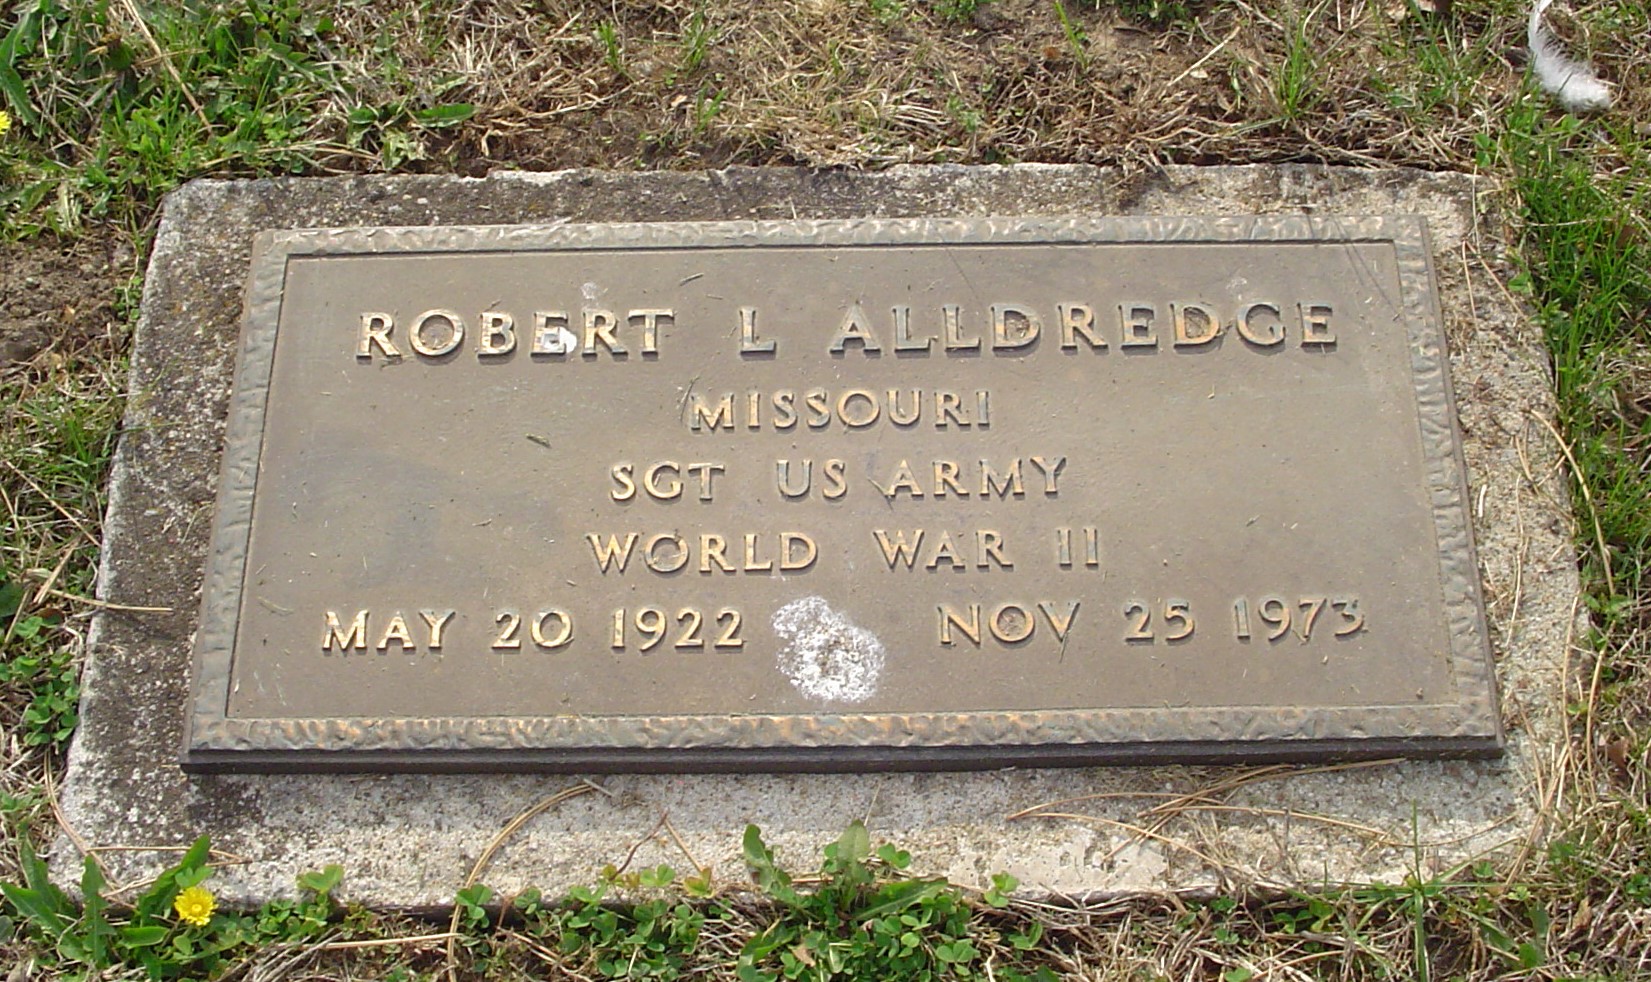 ROBERT L ALLDREDGE
MISSOURI
SGT US ARMY
WORLD WAR II
MAY 20 1922 NOV 25 1973